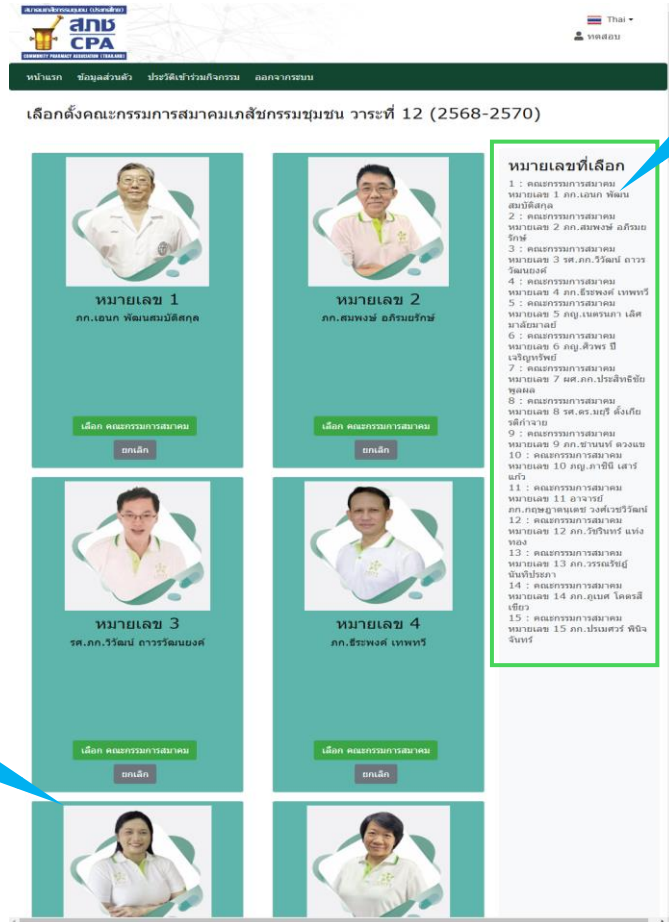 สมาคมเภสัชกรรมชุมชน (ประเทศไทย)
สภช
CPA
COMMUNITY PHARMACY ASSOCIATION (THAILAND)
Thai
ทดสอบ
หน้าแรก ข้อมูลส่วนตัว ประวัติเข้าร่วมกิจกรรม ออกจากระบบ
เลือกตั้งคณะกรรมการสมาคมเภสัชกรรมชุมชน วาระที่ 12 (2568-2570)
หมายเลข 1
ภก.เอนก พัฒนสมบัติสกุล
เลือก คณะกรรมการสมาคม
ยกเลิก
หมายเลข 2
ภก.สมพงษ์ อภิรมยรักษ์
เลือก คณะกรรมการสมาคม
ยกเลิก
หมายเลข 3
รศ.ภก.วิวัฒน์ ถาวรวัฒนยงค์
เลือก คณะกรรมการสมาคม
ยกเลิก
หมายเลข 4
ภก.ธีระพงค์ เทพทวี
เลือก คณะกรรมการสมาคม
ยกเลิก
หมายเลขที่เลือก
1 : คณะกรรมการสมาคม
หมายเลข 1 ภก.เอนก พัฒน
สมบัติสกุล
2 : คณะกรรมการสมาคม
หมายเลข 2 ภก.สมพงษ์ อภิรมย
รักษ์
3 : คณะกรรมการสมาคม
หมายเลข 3 รศ.ภก.วิวัฒน์ ถาวร
วัฒนยงค์
4 : คณะกรรมการสมาคม
หมายเลข 4 ภก.ธีระพงค์ เทพทวี
5 : คณะกรรมการสมาคม
หมายเลข 5 ภญ.เนตรนภา เลิศ
มาลัยมาลย์
6 : คณะกรรมการสมาคม
หมายเลข 6 ภญ.ศิวพร ปี
เจริญทรัพย์
7 : คณะกรรมการสมาคม
หมายเลข 7 ผศ.ภก.ประสิทธิชัย
พูลผล
8 : คณะกรรมการสมาคม
หมายเลข 8 รศ.ดร.มยุรี ตั้งเกีย
รติกำจาย
9 : คณะกรรมการสมาคม
หมายเลข 9 ภก.ชานนท์ ดวงแข
10 : คณะกรรมการสมาคม
หมายเลข 10 ภญ.ภาชินี เสาร์
แก้ว
11 : คณะกรรมการสมาคม
หมายเลข 11 อาจารย์
ภก.กฤษฎาตนุเดช วงศ์เวชวิวัฒน์
12 : คณะกรรมการสมาคม
หมายเลข 12 ภก.วัชรินทร์ แท่ง
ทอง
13 : คณะกรรมการสมาคม
หมายเลข 13 ภก.วรรณรัชฎ์
นันทิประภา
14 : คณะกรรมการสมาคม
หมายเลข 14 ภก.ภูเบศ โคตรสี
เขียว
15 : คณะกรรมการสมาคม
หมายเลข 15 ภก.ปรเมศวร์ พินิจ
จันทร์